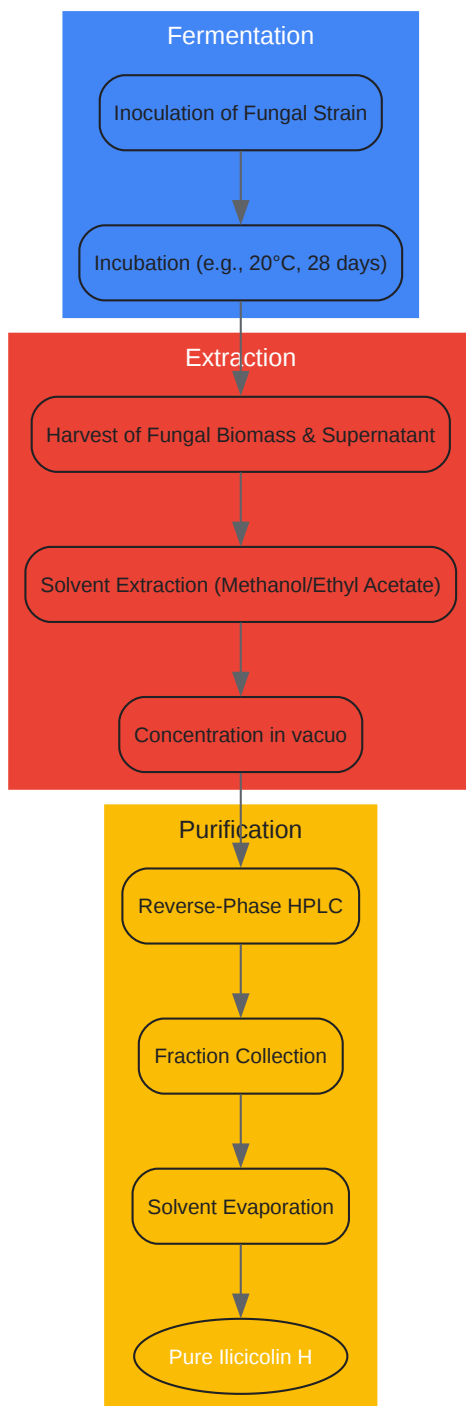 Fermentation
Inoculation of Fungal Strain
Incubation (e.g., 20°C, 28 days)
Extraction
Harvest of Fungal Biomass & Supernatant
Solvent Extraction (Methanol/Ethyl Acetate)
Concentration in vacuo
Purification
Reverse-Phase HPLC
Fraction Collection
Solvent Evaporation
Pure Ilicicolin H